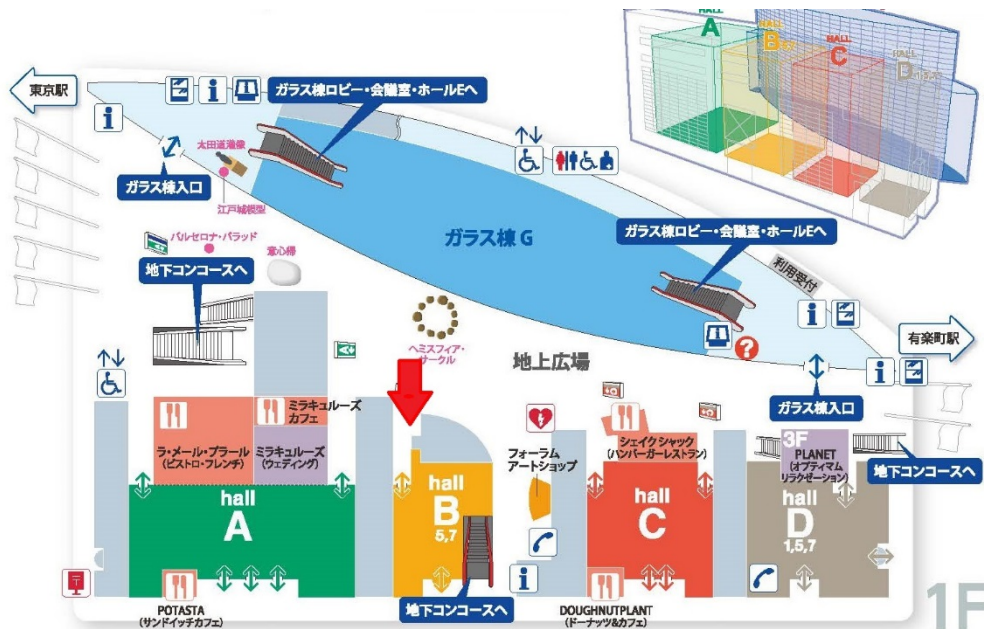 HALL
A
HALL
B5,7
HALL
C
HALL
D1,5,7
東京駅
ガラス棟ロビー・会議室・ホールEへ
太田道灌像
ガラス棟入口
江戸城模型
バルセロナ・バラッド
意心帰
地下コンコースへ
ガラス棟 G
ガラス棟ロビー・会議室・ホールEへ
利用受付
ヘミスフィア・
サークル
地上広場
有楽町駅
ガラス棟入口
ミラキュルーズ
カフェ
ラ・メール・プラール
(ビストロ・フレンチ)
ミラキュルーズ
(ウェディング)
フォーラム
アートショップ
シェイクシャック
(ハンバーガーレストラン)
3F
PLANET
(オプティマム
リラクゼーション)
地下コンコースへ
hall
A
hall
B
5,7
hall
C
hall
D
1,5,7
地下コンコースへ
POTASTA
(サンドイッチカフェ)
DOUGHNUTPLANT
(ドーナッツ&カフェ)
1F